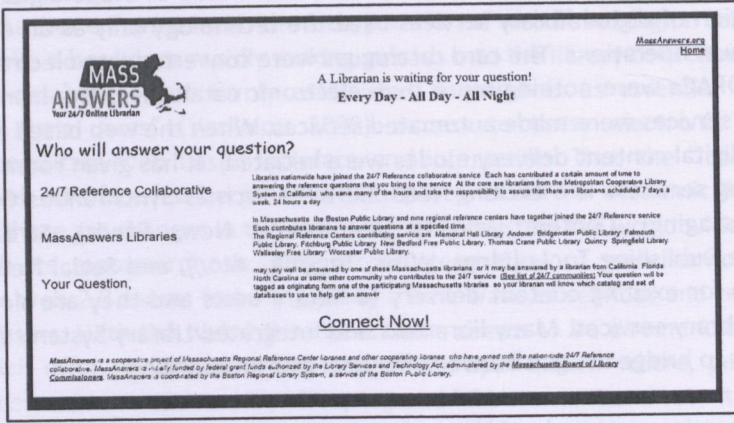 MassAnswers.org
Home
MASS
ANSWERS
Your 24/7 Online Librarian
A Librarian is waiting for your question!
Every Day - All Day - All Night
Who will answer your question?
24/7 Reference Collaborative
Libraries nationwide have joined the 24/7 Reference collaborative service Each has contributed a certain amount of time to
answering the reference questions that you bring to the service At the core are librarians from the Metropolitan Cooperative Library
System in California who serve many of the hours and take the responsibility to assure that there are librarians 7 days a
week, 24 hours a day
MassAnswers Libraries
In Massachusetts the Boston Public Library and nine regional reference centers have together joined the 24/7 Reference service
Each contributes librarians to answer questions at a specified time
The Regional Reference Centers contributing service are Memorial Hall Library Andover Bridgewater Public Library Falmouth
Public Library, Fitchburg Public Library New Bedford Free Public Library, Thomas Crane Public Library Quincy Springfield Library
Wellesley Free Library Worcester Public Library
Your Question,
may very well be answered by one of these Massachusetts librarians or it may be answered by a librarian from California Florida
North Carolina or some other community who contributes to the 24/7 service (See list of 24/7 communities) Your question will be
tagged as originating form one of the participating Massachusetts libraries so your librarian will know which catalog and set of
databases to point you to
Connect Now!
MassAnswers is a cooperative project of Massachusetts Regional Reference Center libraries and other cooperating libraries who have joined with the nation-wide 24/7 Reference
collaborative. MassAnswers is initially funded by federal grant funds authorized by the Library Services and Technology Act, administered by the Massachusetts Board of Library
Commissioners. MassAnswers is coordinated by the Boston Regional Library System, a service of the Boston Public Library.